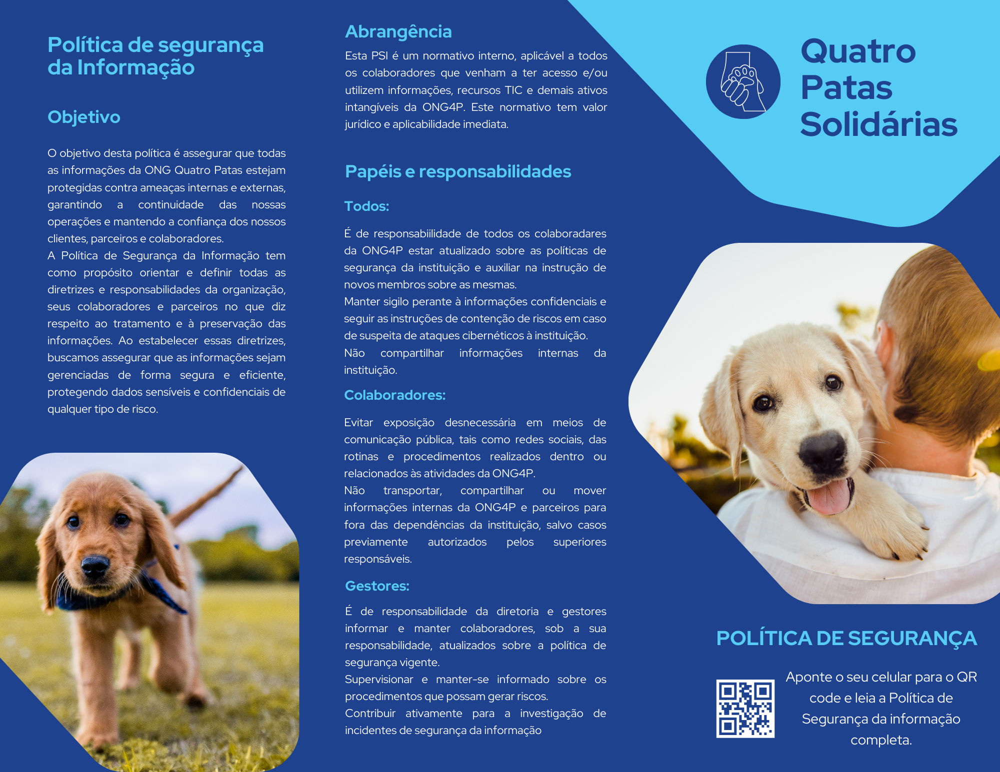 Política de segurança
da Informação
Objetivo
O objetivo desta política é assegurar que todas
as informações da ONG Quatro Patas estejam
protegidas contra ameaças internas e externas,
garantindo a continuidade das nossas
operações e mantendo a confiança dos nossos
clientes, parceiros e colaboradores.
A Política de Segurança da Informação tem
como propósito orientar e definir todas as
diretrizes e responsabilidades da organização,
seus colaboradores e parceiros no que diz
respeito ao tratamento e à preservação das
informações. Ao estabelecer essas diretrizes,
buscamos assegurar que as informações sejam
gerenciadas de forma segura e eficiente,
protegendo dados sensíveis e confidenciais de
qualquer tipo de risco.
Abrangência
Esta PSI é um normativo interno, aplicável a todos
os colaboradores que venham a ter acesso e/ou
utilizem informações, recursos TIC e demais ativos
intangíveis da ONG4P. Este normativo tem valor
jurídico e aplicabilidade imediata.
Papéis e responsabilidades
Todos:
É de responsabiilidade de todos os colaboradares
da ONG4P estar atualizado sobre as políticas de
segurança da instituição e auxiliar na instrução de
novos membros sobre as mesmas.
Manter sigilo perante à informações confidenciais e
seguir as instruções de contenção de riscos em caso
de suspeita de ataques cibernéticos à instituição.
Não compartilhar informações internas da
instituição.
Colaboradores:
Evitar exposição desnecessária em meios de
comunicação pública, tais como redes sociais, das
rotinas e procedimentos realizados dentro ou
relacionados às atividades da ONG4P.
Não transportar, compartilhar ou mover
informações internas da ONG4P e parceiros para
fora das dependências da instituição, salvo casos
previamente autorizados pelos superiores
responsáveis.
Gestores:
É de responsabilidade da diretoria e gestores
informar e manter colaboradores, sob a sua
responsabilidade, atualizados sobre a política de
segurança vigente.
Supervisionar e manter-se informado sobre os
procedimentos que possam gerar riscos.
Contribuir ativamente para a investigação de
incidentes de segurança da informação
Quatro
Patas
Solidárias
POLÍTICA DE SEGURANÇA
Aponte o seu celular para o QR
code e leia a Política de
Segurança da informação
completa.